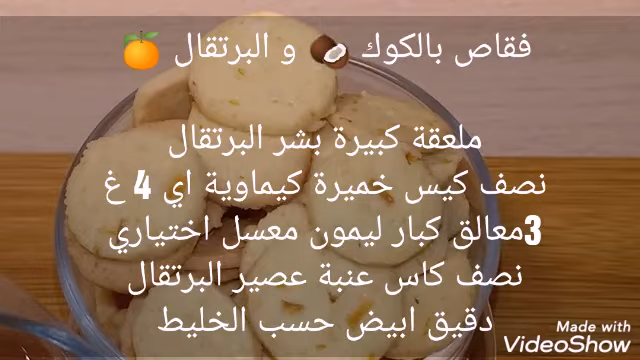 فقاص بالكوك 🥥 و البرتقال 🍊
ملعقة كبيرة بشر البرتقال
نصف كيس خميرة كيماوية اي 4 غ
3معالق كبار ليمون معسل اختياري
نصف كاس عنبة عصير البرتقال
دقيق ابيض حسب الخليط
Made with
VideoShow